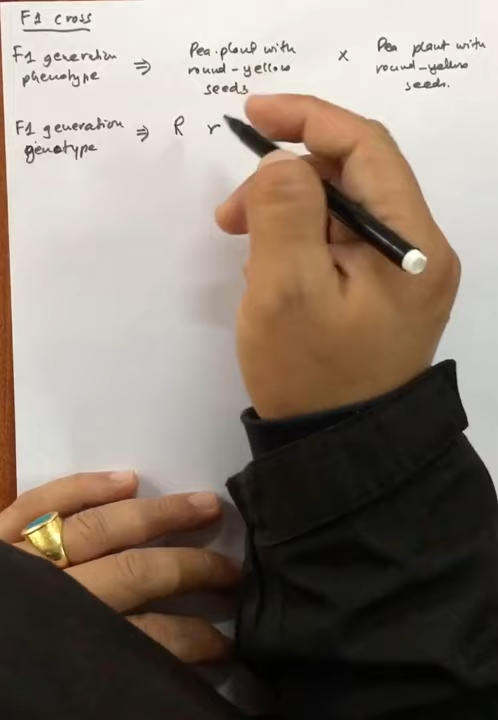 F1 cross
F1 generation phenotype ⇒ Pea plant with round-yellow seeds × Pea plant with round-yellow seeds.
F1 generation genotype ⇒ R r